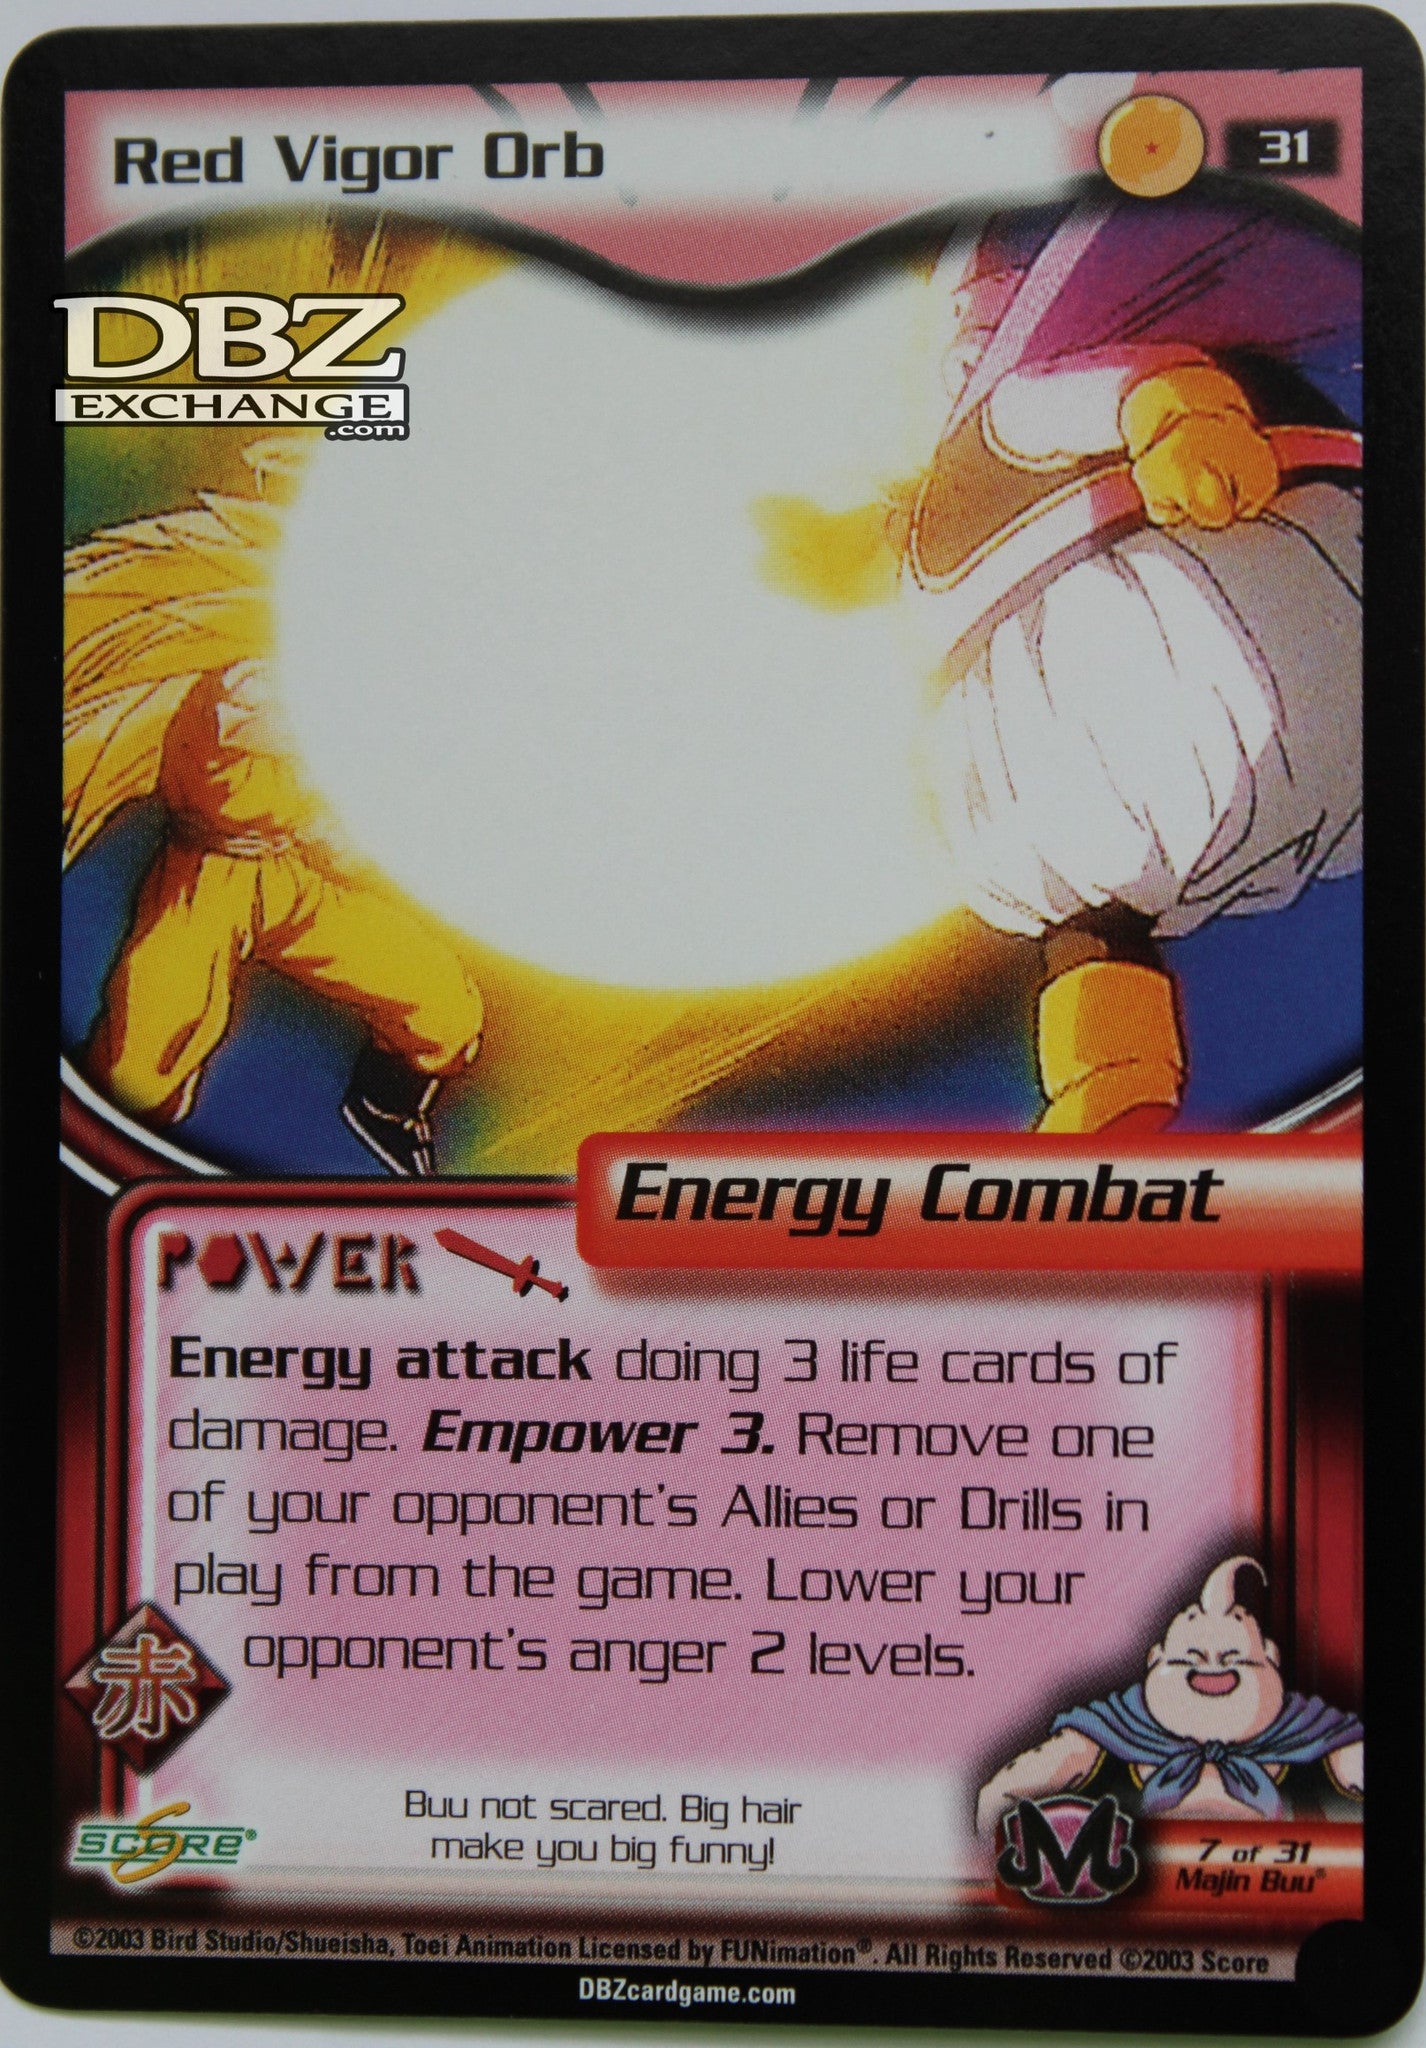 Red Vigor Orb
31
DBZ
EXCHANGE
.com
Energy Combat
POWER
Energy attack doing 3 life cards of
damage. Empower 3. Remove one
of your opponent's Allies or Drills in
play from the game. Lower your
opponent's anger 2 levels.
赤
Buu not scared. Big hair
make you big funny!
SCORE®
M
7 of 31
Majin Buu®
©2003 Bird Studio/Shueisha, Toei Animation Licensed by FUNimation®. All Rights Reserved ©2003 Score
DBZcardgame.com